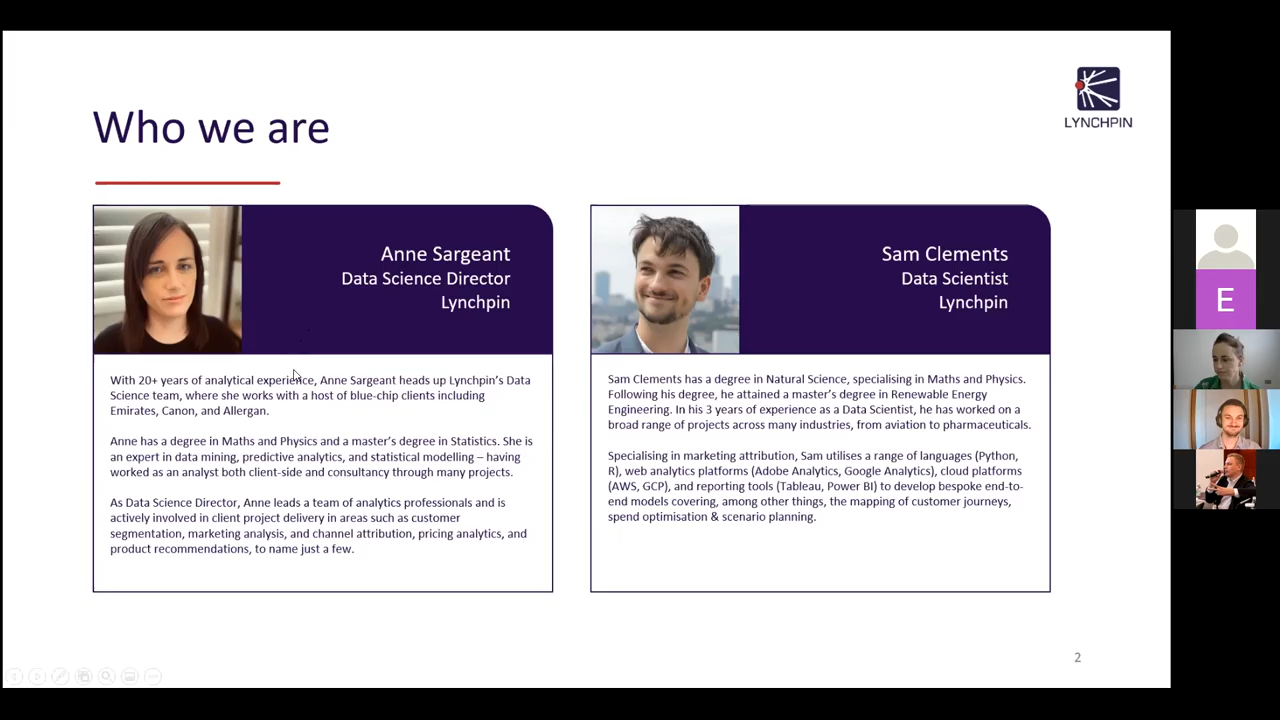 Who we are
LYNCHPIN
Anne Sargeant
Data Science Director
Lynchpin
With 20+ years of analytical experience, Anne Sargeant heads up Lynchpin's Data
Science team, where she works with a host of blue-chip clients including
Emirates, Canon, and Allergan.
Anne has a degree in Maths and Physics and a master's degree in Statistics. She is
an expert in data mining, predictive analytics, and statistical modelling – having
worked as an analyst both client-side and consultancy through many projects.
As Data Science Director, Anne leads a team of analytics professionals and is
actively involved in client project delivery in areas such as customer
segmentation, marketing analysis, and channel attribution, pricing analytics, and
product recommendations, to name just a few.
Sam Clements
Data Scientist
Lynchpin
Sam Clements has a degree in Natural Science, specialising in Maths and Physics.
Following his degree, he attained a master's degree in Renewable Energy
Engineering. In his 3 years of experience as a Data Scientist, he has worked on a
broad range of projects across many industries, from aviation to pharmaceuticals.
Specialising in marketing attribution, Sam utilises a range of languages (Python,
R), web analytics platforms (Adobe Analytics, Google Analytics), cloud platforms
(AWS, GCP), and reporting tools (Tableau, Power BI) to develop bespoke end-to-
end models covering, among other things, the mapping of customer journeys,
spend optimisation & scenario planning.
2
E